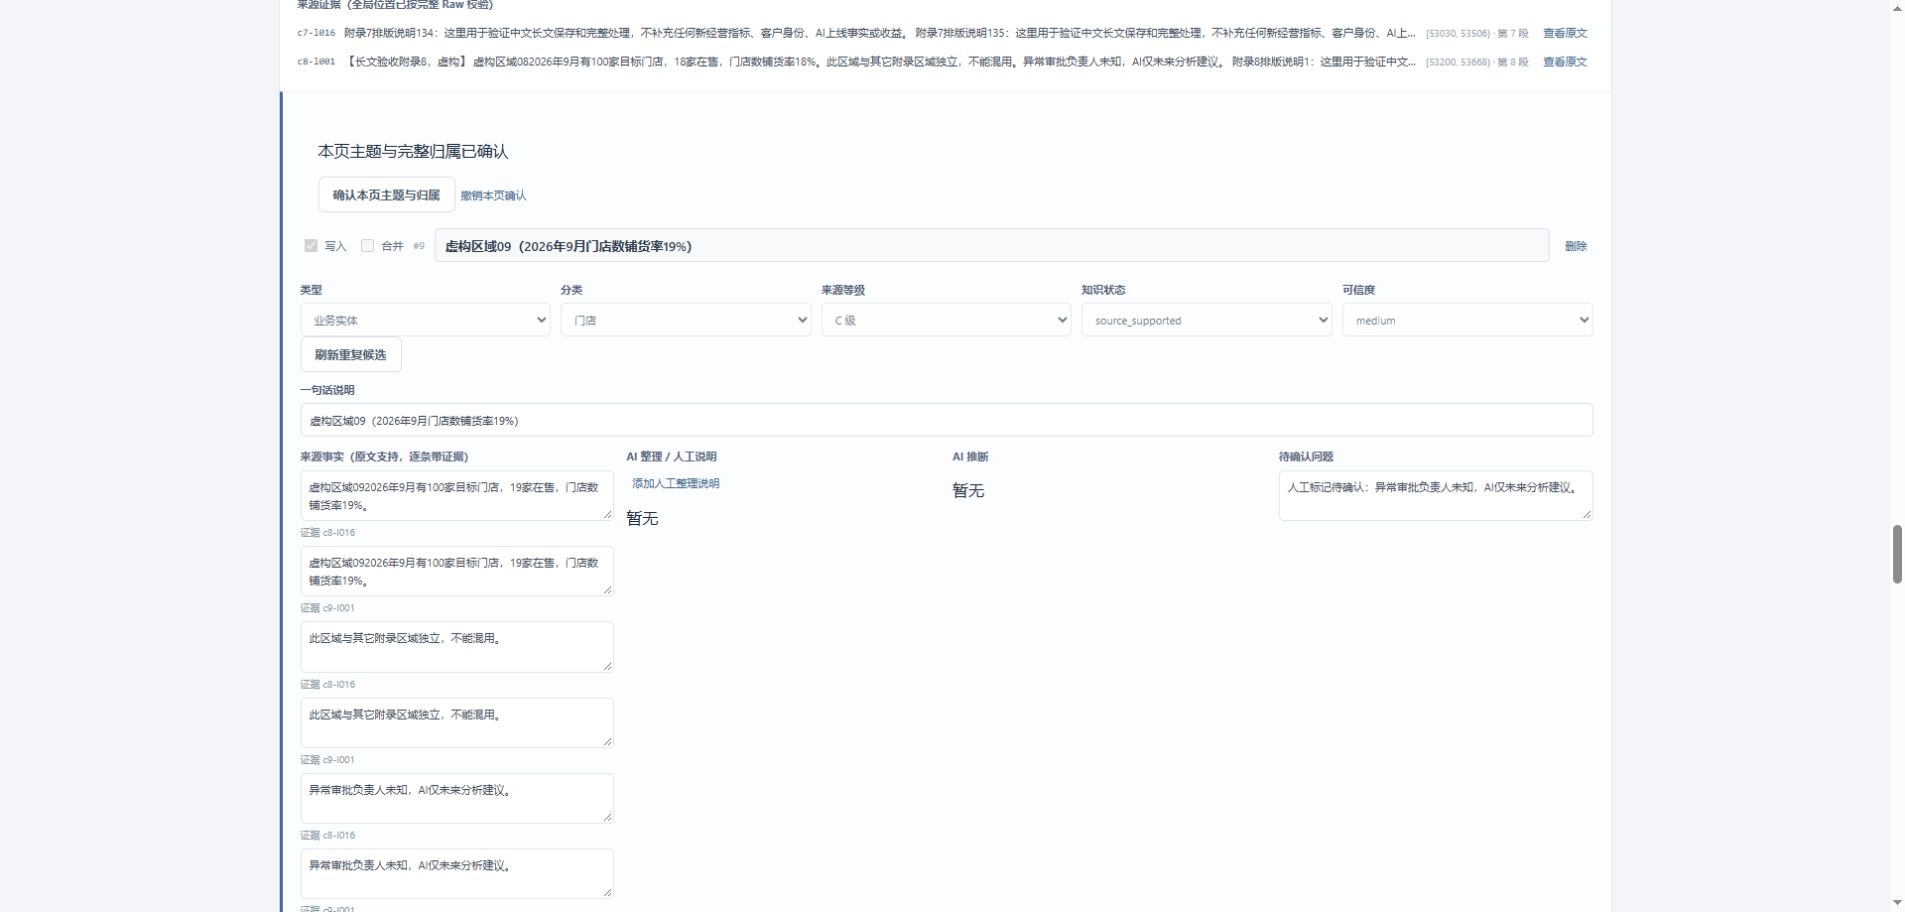 来源证据（全局位置已按完整 Raw 校验）
c7-l016 附录7排版说明134：这里用于验证中文长文保存和完整处理，不补充任何新经营指标、客户身份、AI上线事实或收益。 附录7排版说明135：这里用于验证中文长文保存和完整处理，不补充任何新经营指标、客户身份、AI上... [53030, 53506) · 第 7 段 查看原文
c8-l001 【长文验收附录8，虚构】 虚构区域082026年9月有100家目标门店，18家在售，门店数铺货率18%。此区域与其它附录区域独立，不能混用。异常审批负责人未知，AI仅未来分析建议。 附录8排版说明1：这里用于验证中文... [53200, 53668) · 第 8 段 查看原文
本页主题与完整归属已确认
确认本页主题与归属 撤销本页确认
写入 合并 #9 虚构区域09（2026年9月门店数铺货率19%） 删除
类型 分类 来源等级 知识状态 可信度
业务实体 门店 C 级 source_supported medium
刷新重复候选
一句话说明
虚构区域09（2026年9月门店数铺货率19%）
来源事实（原文支持，逐条带证据） AI 整理 / 人工说明 AI 推断 待确认问题
虚构区域092026年9月有100家目标门店，19家在售，门店数
铺货率19%。
添加人工整理说明
暂无
暂无
人工标记待确认：异常审批负责人未知，AI仅未来分析建议。
证据 c8-l016
虚构区域092026年9月有100家目标门店，19家在售，门店数
铺货率19%。
证据 c9-l001
此区域与其它附录区域独立，不能混用。
证据 c8-l016
此区域与其它附录区域独立，不能混用。
证据 c9-l001
异常审批负责人未知，AI仅未来分析建议。
证据 c8-l016
异常审批负责人未知，AI仅未来分析建议。
证据 c9-l001